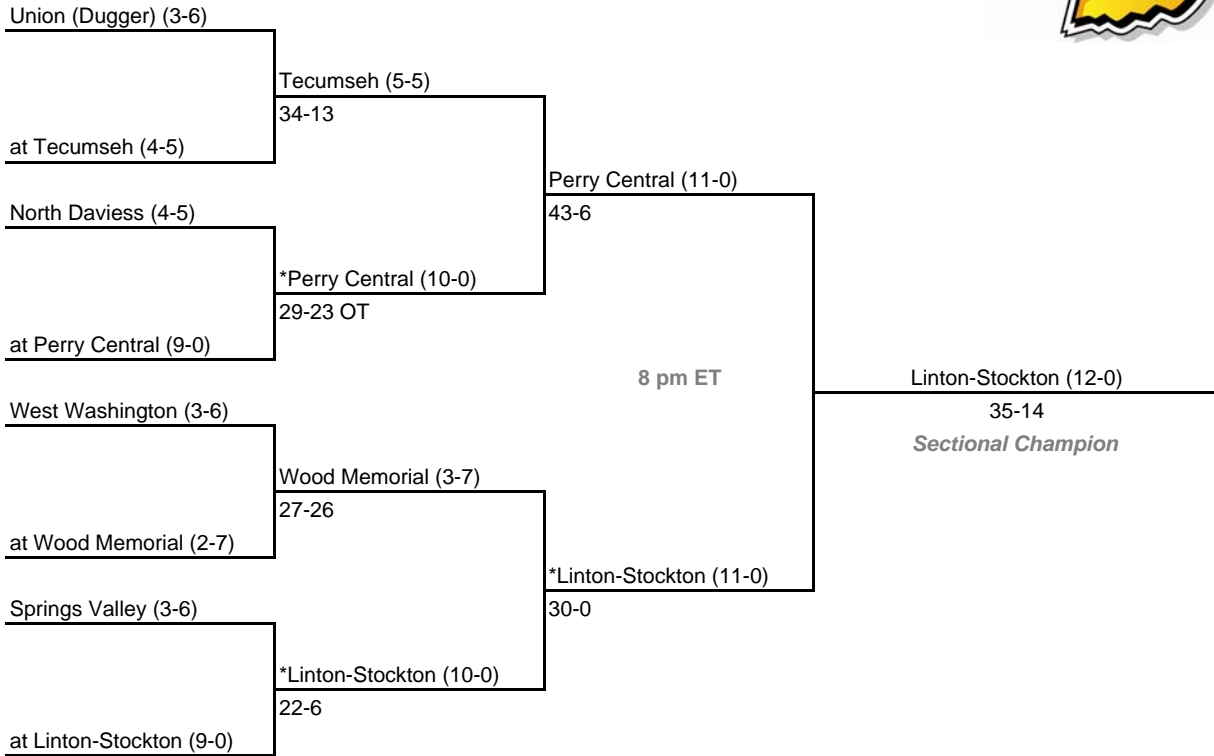 Union (Dugger) (3-6)
Tecumseh (5-5)
34-13
at Tecumseh (4-5)
Perry Central (11-0)
43-6
North Daviess (4-5)
*Perry Central (10-0)
29-23 OT
at Perry Central (9-0)
8 pm ET
Linton-Stockton (12-0)
35-14
Sectional Champion
West Washington (3-6)
Wood Memorial (3-7)
27-26
at Wood Memorial (2-7)
*Linton-Stockton (11-0)
30-0
Springs Valley (3-6)
*Linton-Stockton (10-0)
22-6
at Linton-Stockton (9-0)